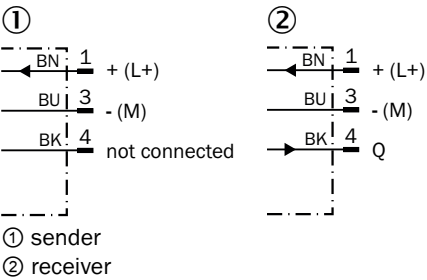 ① ②
BN 1 + (L+) BN 1 + (L+)
BU 3 - (M) BU 3 - (M)
BK 4 not connected BK 4 Q
① sender
② receiver